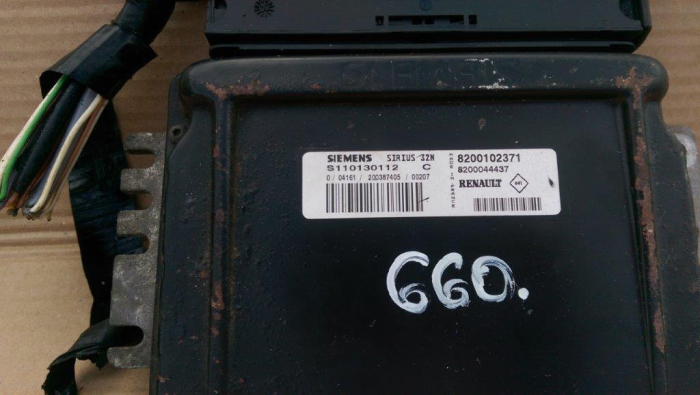 SIEMENS SIRIUS 32N
S110130112 C
0/ 04161/ 200387405 /00207
8200102371
8200044437
RENAULT
660.